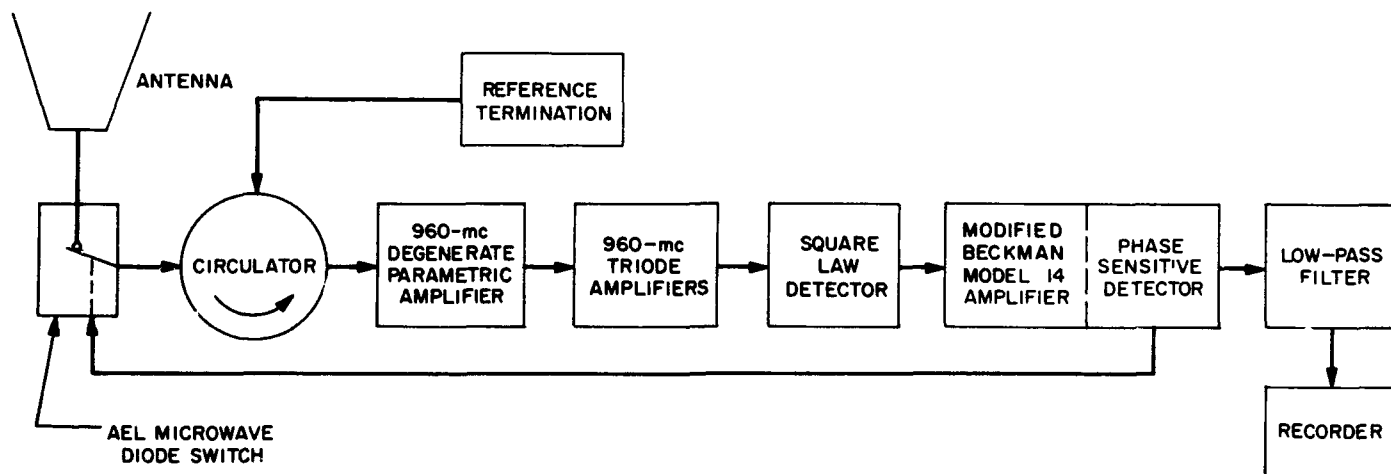 ANTENNA
REFERENCE
TERMINATION
CIRCULATOR
960-mc
DEGENERATE
PARAMETRIC
AMPLIFIER
960-mc
TRIODE
AMPLIFIERS
SQUARE
LAW
DETECTOR
MODIFIED
BECKMAN
MODEL 14
AMPLIFIER
PHASE
SENSITIVE
DETECTOR
LOW-PASS
FILTER
RECORDER
AEL MICROWAVE
DIODE SWITCH